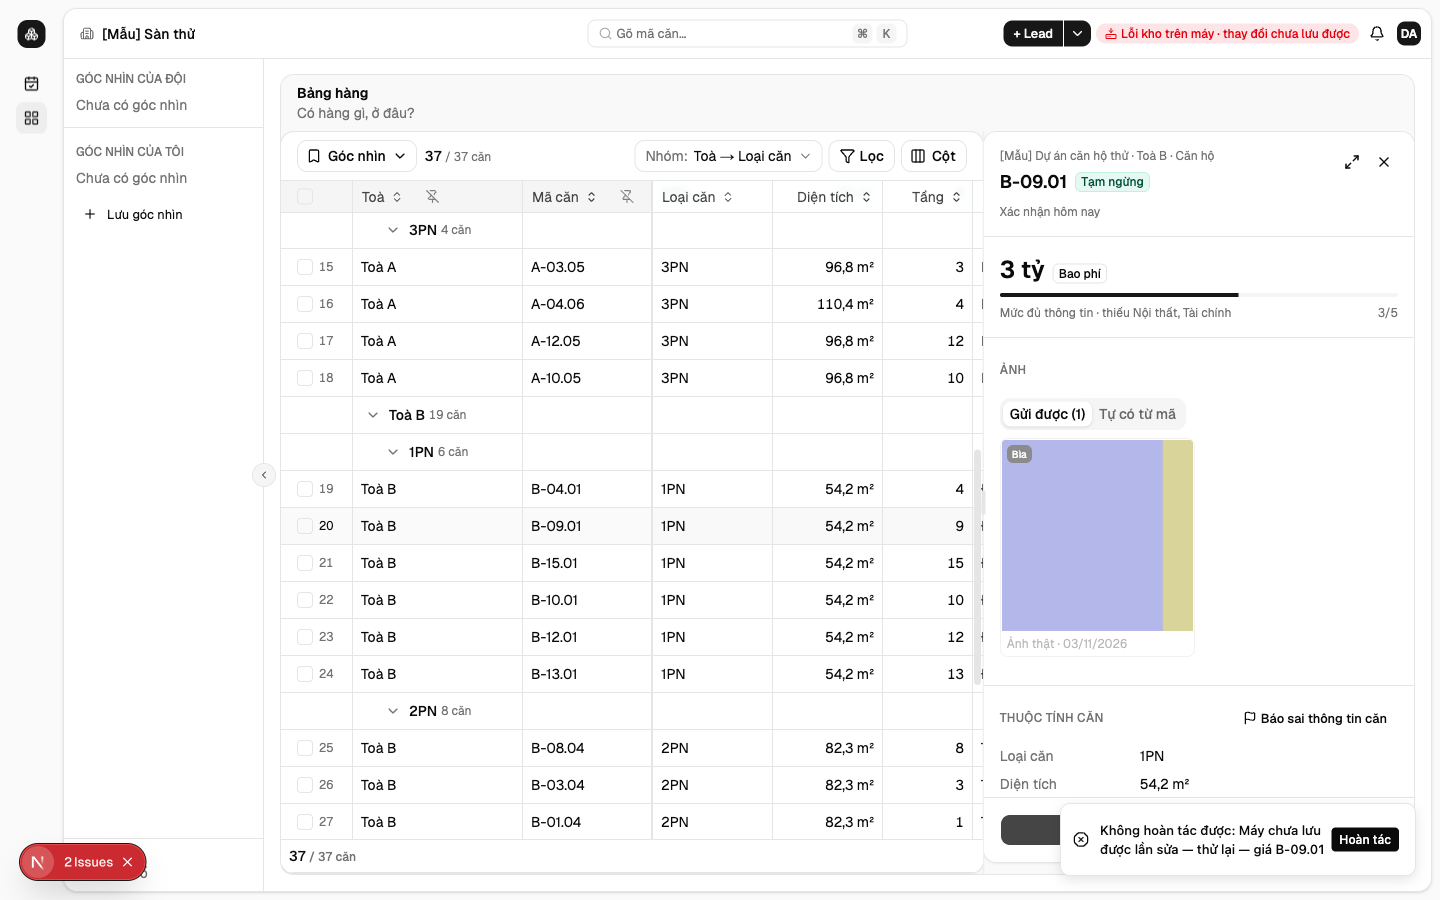 [Mẫu] Sàn thử
Gõ mã căn...
⌘ K
+ Lead
Lỗi kho trên máy · thay đổi chưa lưu được
DA
GÓC NHÌN CỦA ĐỘI
Chưa có góc nhìn
GÓC NHÌN CỦA TÔI
Chưa có góc nhìn
+ Lưu góc nhìn
Bảng hàng
Có hàng gì, ở đâu?
Góc nhìn
37 / 37 căn
Nhóm: Toà → Loại căn
Lọc
Cột
Toà
Mã căn
Loại căn
Diện tích
Tầng
3PN 4 căn
15 Toà A A-03.05 3PN 96,8 m² 3
16 Toà A A-04.06 3PN 110,4 m² 4
17 Toà A A-12.05 3PN 96,8 m² 12
18 Toà A A-10.05 3PN 96,8 m² 10
Toà B 19 căn
1PN 6 căn
19 Toà B B-04.01 1PN 54,2 m² 4
20 Toà B B-09.01 1PN 54,2 m² 9
21 Toà B B-15.01 1PN 54,2 m² 15
22 Toà B B-10.01 1PN 54,2 m² 10
23 Toà B B-12.01 1PN 54,2 m² 12
24 Toà B B-13.01 1PN 54,2 m² 13
2PN 8 căn
25 Toà B B-08.04 2PN 82,3 m² 8
26 Toà B B-03.04 2PN 82,3 m² 3
27 Toà B B-01.04 2PN 82,3 m² 1
37 / 37 căn
[Mẫu] Dự án căn hộ thử · Toà B · Căn hộ
B-09.01 Tạm ngừng
Xác nhận hôm nay
3 tỷ Bao phí
Mức đủ thông tin · thiếu Nội thất, Tài chính 3/5
ẢNH
Gửi được (1) Tự có từ mã
Bìa
Ảnh thật · 03/11/2026
THUỘC TÍNH CĂN
Báo sai thông tin căn
Loại căn 1PN
Diện tích 54,2 m²
Không hoàn tác được: Máy chưa lưu
được lần sửa — thử lại — giá B-09.01
Hoàn tác
N 2 Issues